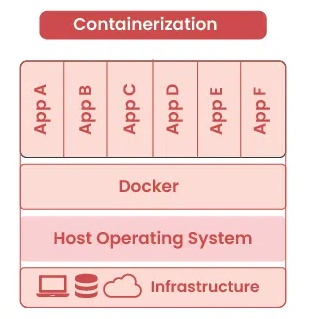 Containerization
App A
App B
App C
App D
App E
App F
Docker
Host Operating System
Infrastructure